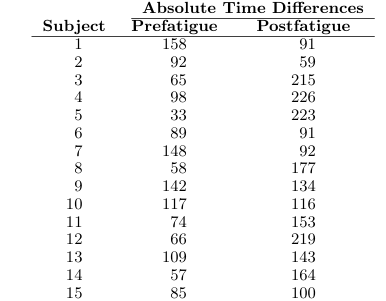 Absolute Time Differences
Subject Prefatigue Postfatigue
1 158 91
2 92 59
3 65 215
4 98 226
5 33 223
6 89 91
7 148 92
8 58 177
9 142 134
10 117 116
11 74 153
12 66 219
13 109 143
14 57 164
15 85 100